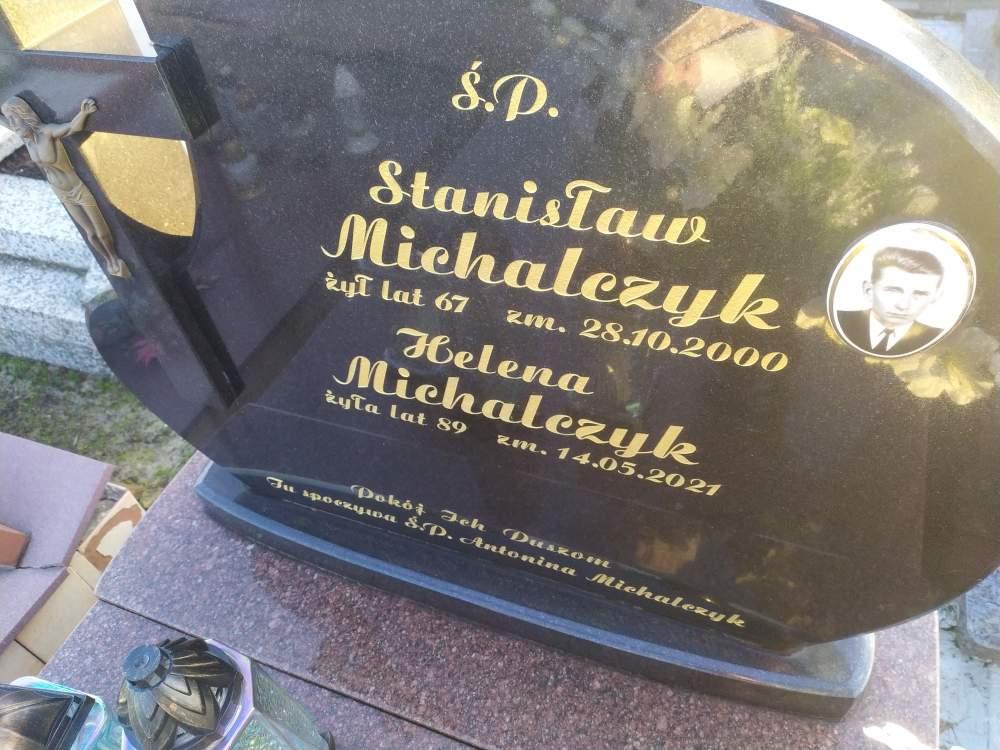 Ś.P.
Stanisław
Michalczyk
żył lat 67 zm. 28.10.2000
Helena
Michalczyk
żyła lat 89 zm. 14.05.2021
Pokój Ich Duszom
Tu spoczywa Ś.P. Antonina Michalczyk